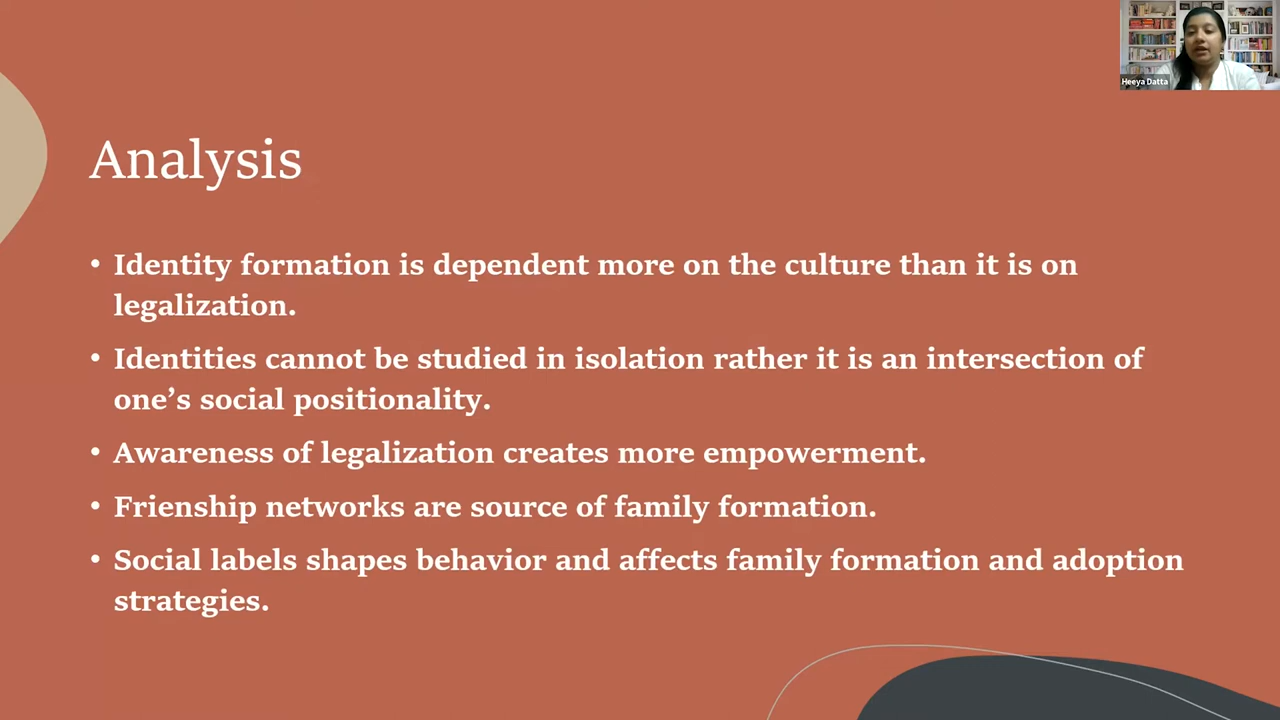 Heeya Datta
Analysis
• Identity formation is dependent more on the culture than it is on
legalization.
• Identities cannot be studied in isolation rather it is an intersection of
one’s social positionality.
• Awareness of legalization creates more empowerment.
• Frienship networks are source of family formation.
• Social labels shapes behavior and affects family formation and adoption
strategies.